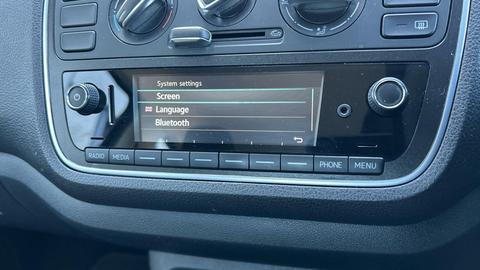 System settings
Screen
Language
Bluetooth
RADIO MEDIA PHONE MENU